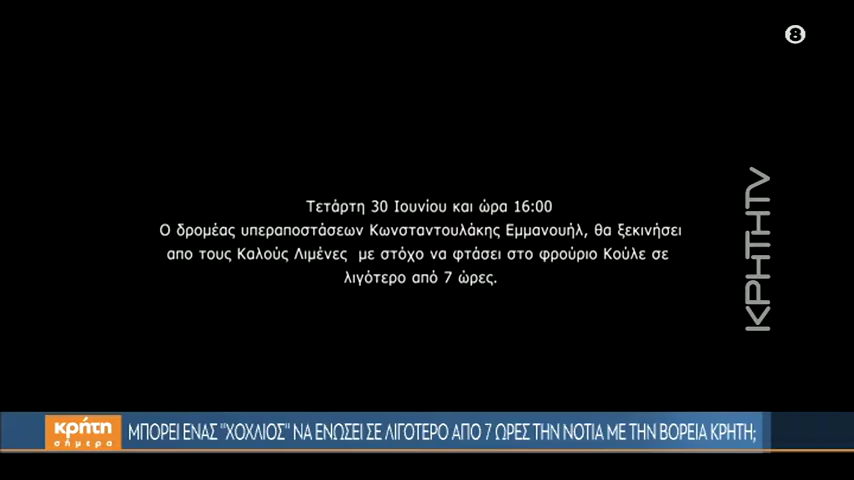 8
Τετάρτη 30 Ιουνίου και ώρα 16:00
Ο δρομέας υπεραποστάσεων Κωνσταντουλάκης Εμμανουήλ, θα ξεκινήσει
απο τους Καλούς Λιμένες με στόχο να φτάσει στο φρούριο Κούλε σε
λιγότερο από 7 ώρες.
ΚΡΗΤΗTV
κρήτη
σήμερα
ΜΠΟΡΕΙ ΕΝΑΣ "ΧΟΧΛΙΟΣ" ΝΑ ΕΝΩΣΕΙ ΣΕ ΛΙΓΟΤΕΡΟ ΑΠΟ 7 ΩΡΕΣ ΤΗΝ ΝΟΤΙΑ ΜΕ ΤΗΝ ΒΟΡΕΙΑ ΚΡΗΤΗ;